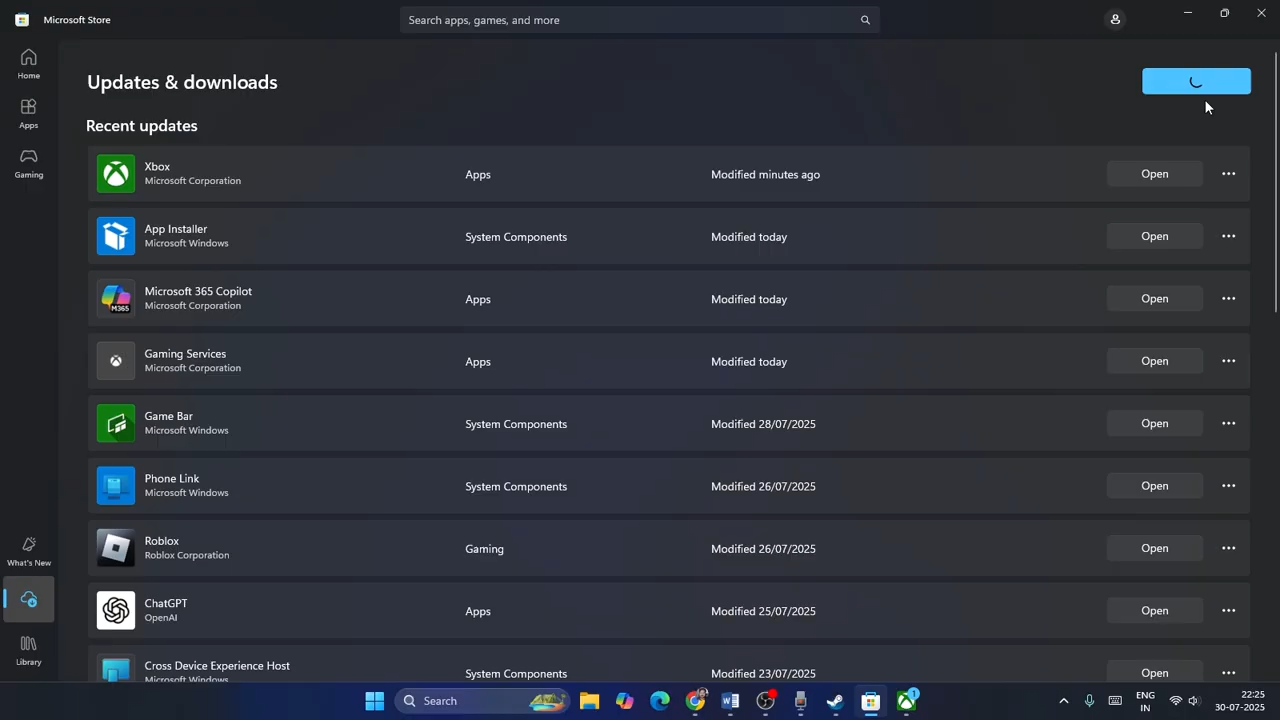 Microsoft Store
Search apps, games, and more
Home
Apps
Gaming
What's New
Library
Updates & downloads
Recent updates
Xbox
Microsoft Corporation
Apps
Modified minutes ago
Open
App Installer
Microsoft Windows
System Components
Modified today
Open
Microsoft 365 Copilot
Microsoft Corporation
M365
Apps
Modified today
Open
Gaming Services
Microsoft Corporation
Apps
Modified today
Open
Game Bar
Microsoft Windows
System Components
Modified 28/07/2025
Open
Phone Link
Microsoft Windows
System Components
Modified 26/07/2025
Open
Roblox
Roblox Corporation
Gaming
Modified 26/07/2025
Open
ChatGPT
OpenAI
Apps
Modified 25/07/2025
Open
Cross Device Experience Host
Microsoft Windows
System Components
Modified 23/07/2025
Open
Search
1
ENG
IN
22:25
30-07-2025